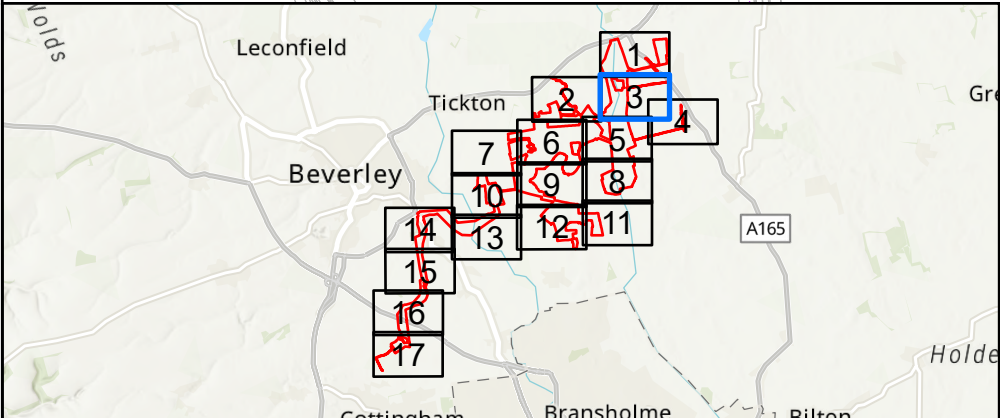 Wolds
Leconfield
1
Tickton
2
3
Gre
4
5
6
7
Beverley
8
9
10
11
12
13
14
A165
15
16
17
Holde
Cottingham
Bransholme
Bilton